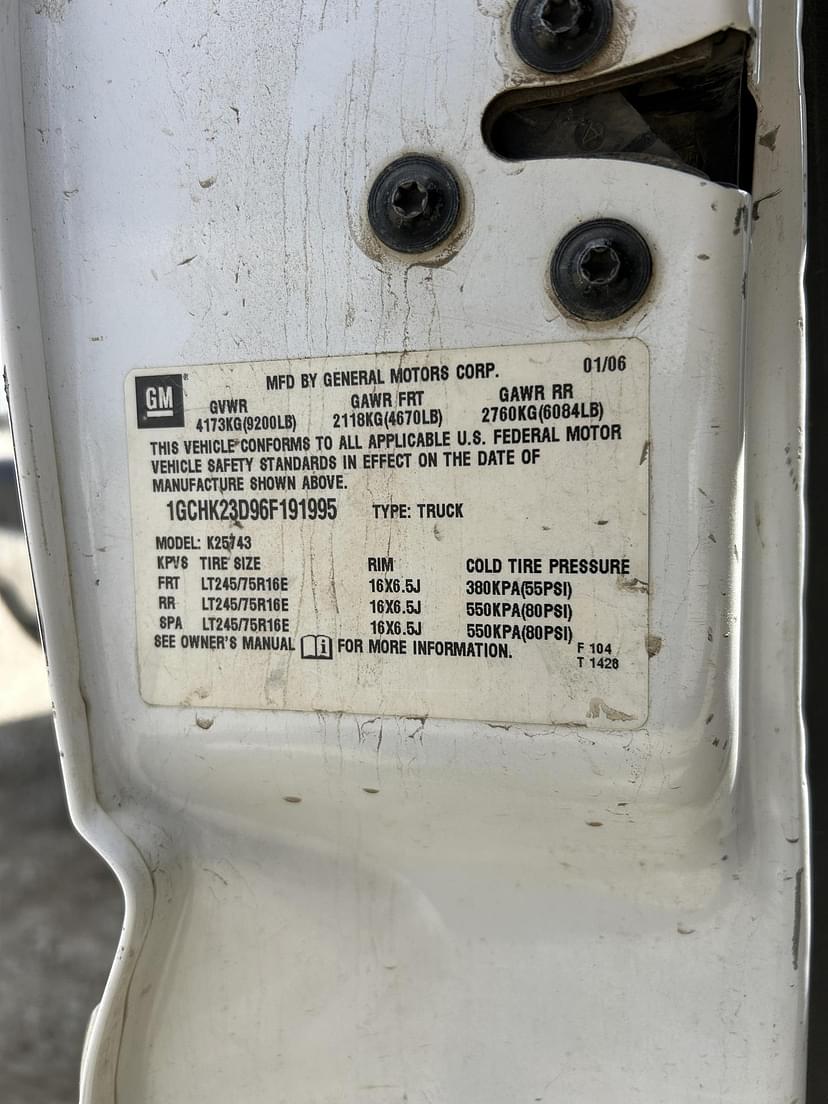 GM ® MFD BY GENERAL MOTORS CORP. 01/06
GVWR GAWR FRT GAWR RR
4173KG(9200LB) 2118KG(4670LB) 2760KG(6084LB)
THIS VEHICLE CONFORMS TO ALL APPLICABLE U.S. FEDERAL MOTOR
VEHICLE SAFETY STANDARDS IN EFFECT ON THE DATE OF
MANUFACTURE SHOWN ABOVE.
1GCHK23D96F191995 TYPE: TRUCK
MODEL: K25743
KPVS TIRE SIZE RIM COLD TIRE PRESSURE
FRT LT245/75R16E 16X6.5J 380KPA(55PSI)
RR LT245/75R16E 16X6.5J 550KPA(80PSI)
SPA LT245/75R16E 16X6.5J 550KPA(80PSI)
SEE OWNER'S MANUAL i FOR MORE INFORMATION. F 104
T 1428